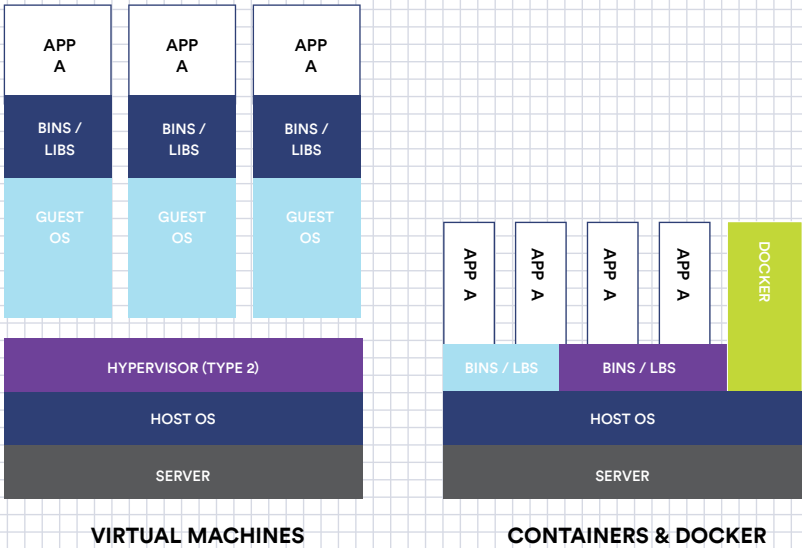 APP
A
BINS /
LIBS
GUEST
OS
APP
A
BINS /
LIBS
GUEST
OS
APP
A
BINS /
LIBS
GUEST
OS
HYPERVISOR (TYPE 2)
HOST OS
SERVER
VIRTUAL MACHINES
APP A
APP A
APP A
APP A
DOCKER
BINS / LBS
BINS / LBS
HOST OS
SERVER
CONTAINERS & DOCKER